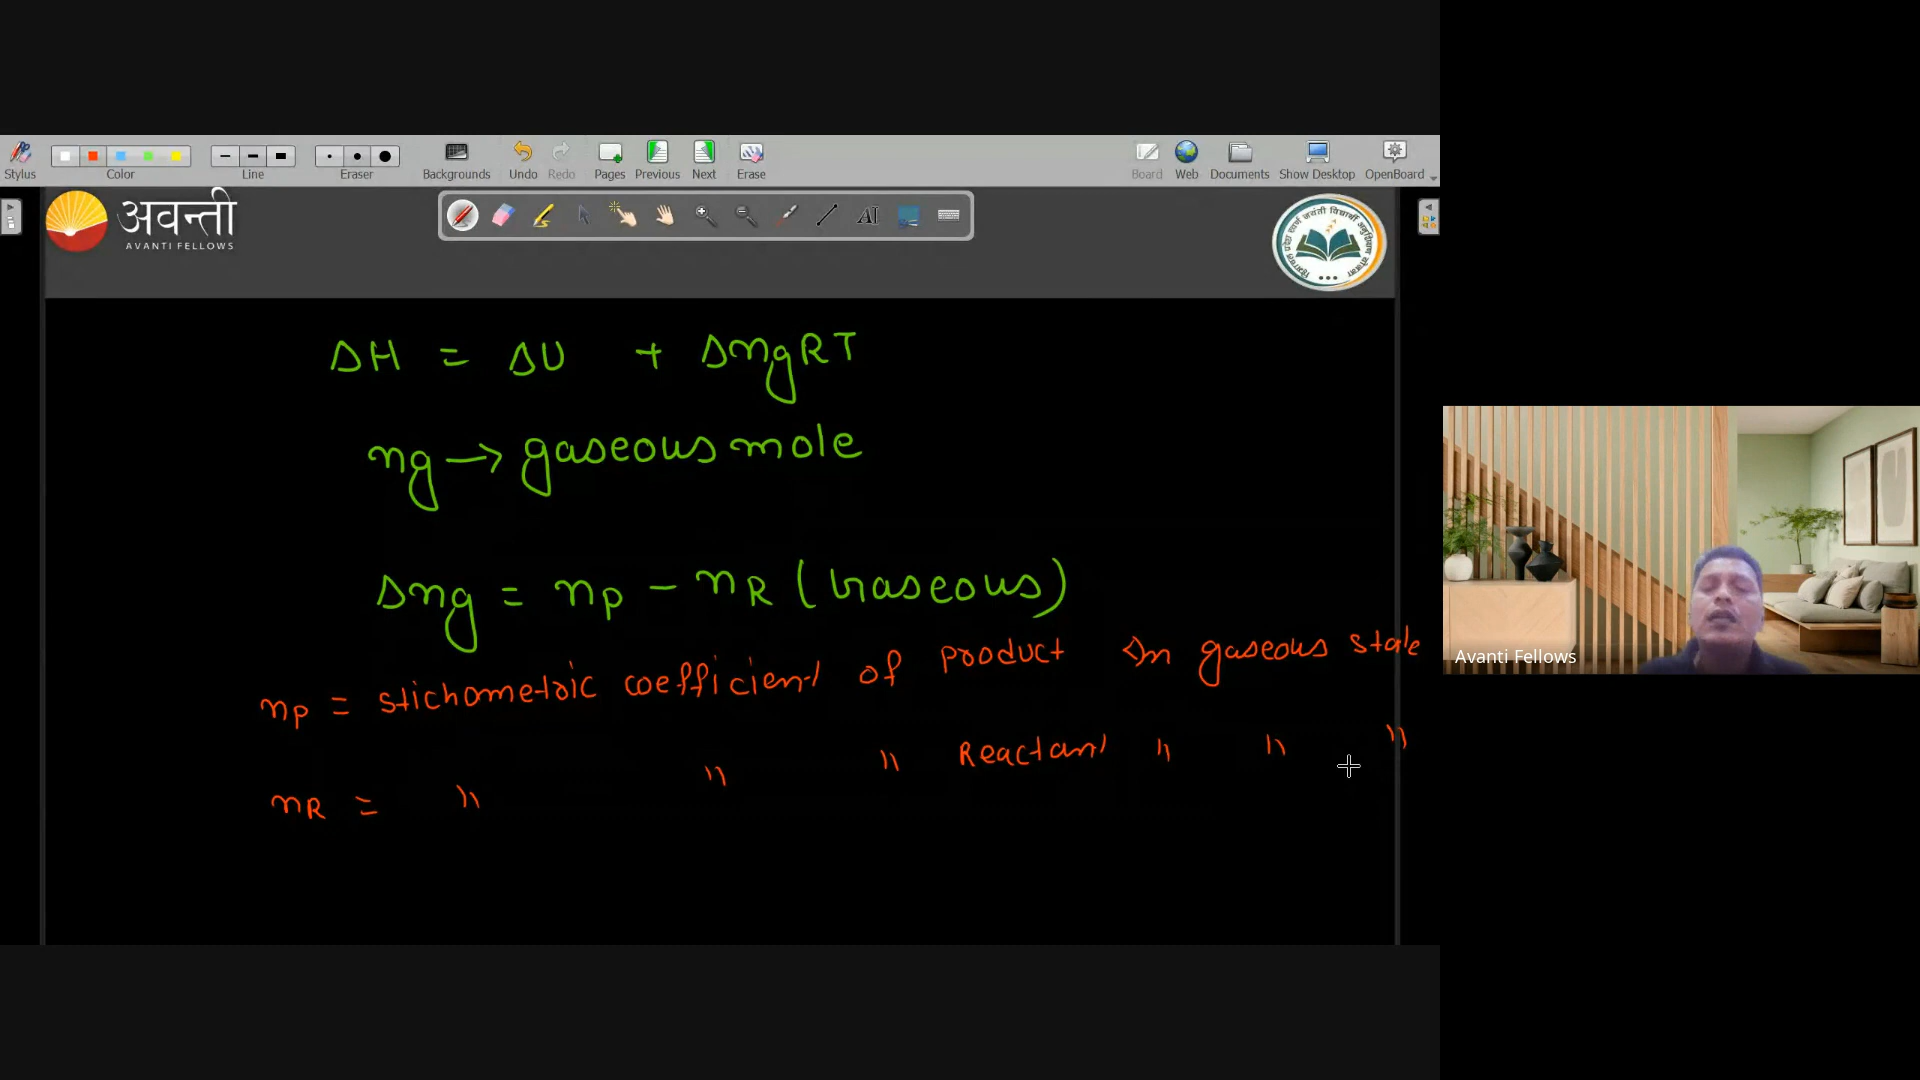 Stylus
Color
Line
Eraser
Backgrounds
Undo
Redo
Pages
Previous
Next
Erase
Board
Web
Documents
Show Desktop
OpenBoard
अवन्ती
AVANTI FELLOWS
ΔH = ΔU + ΔngRT
ng → gaseous mole
Δng = nP - nR (Gaseous)
nP = stichometric coefficient of product In gaseous state
nR = " " " Reactant " " "
Avanti Fellows